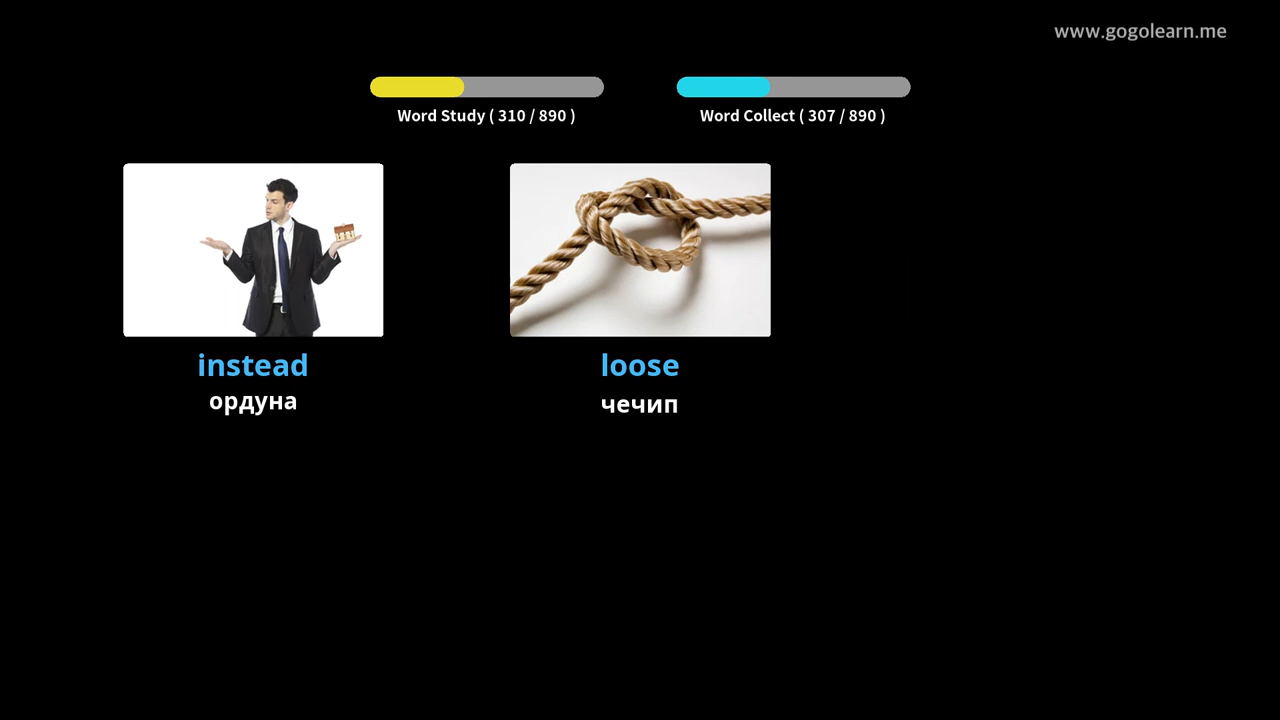 www.gogolearn.me
Word Study ( 310 / 890 )
Word Collect ( 307 / 890 )
instead
ордуна
loose
чечип